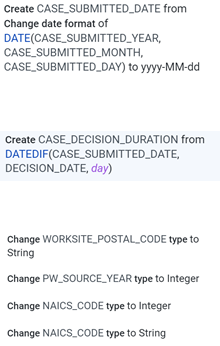 Create CASE_SUBMITTED_DATE from
Change date format of
DATE(CASE_SUBMITTED_YEAR,
CASE_SUBMITTED_MONTH,
CASE_SUBMITTED_DAY) to yyyy-MM-dd
Create CASE_DECISION_DURATION from
DATEDIF(CASE_SUBMITTED_DATE,
DECISION_DATE, day)
Change WORKSITE_POSTAL_CODE type to
String
Change PW_SOURCE_YEAR type to Integer
Change NAICS_CODE type to Integer
Change NAICS_CODE type to String